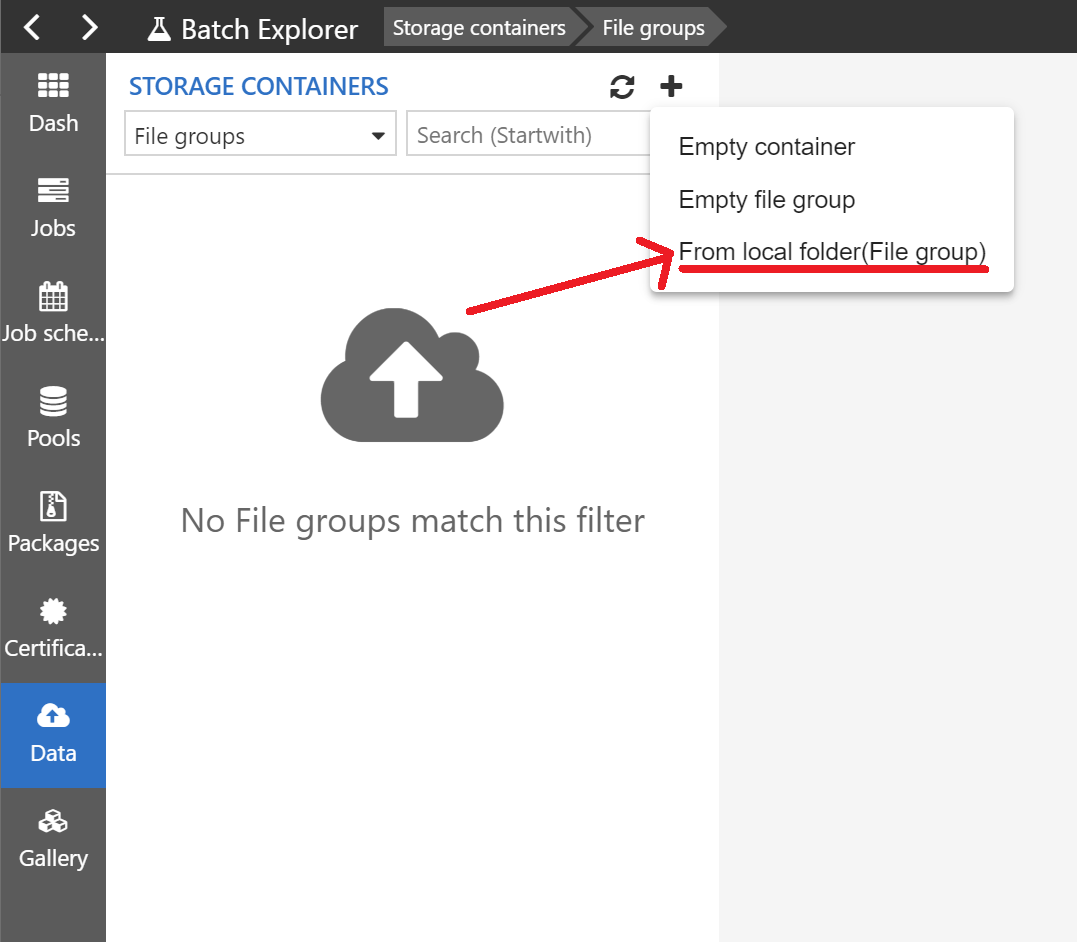 Batch Explorer
Storage containers
File groups
Dash
Jobs
Job sche...
Pools
Packages
Certifica...
Data
Gallery
STORAGE CONTAINERS
File groups
Search (Startwith)
Empty container
Empty file group
From local folder(File group)
No File groups match this filter